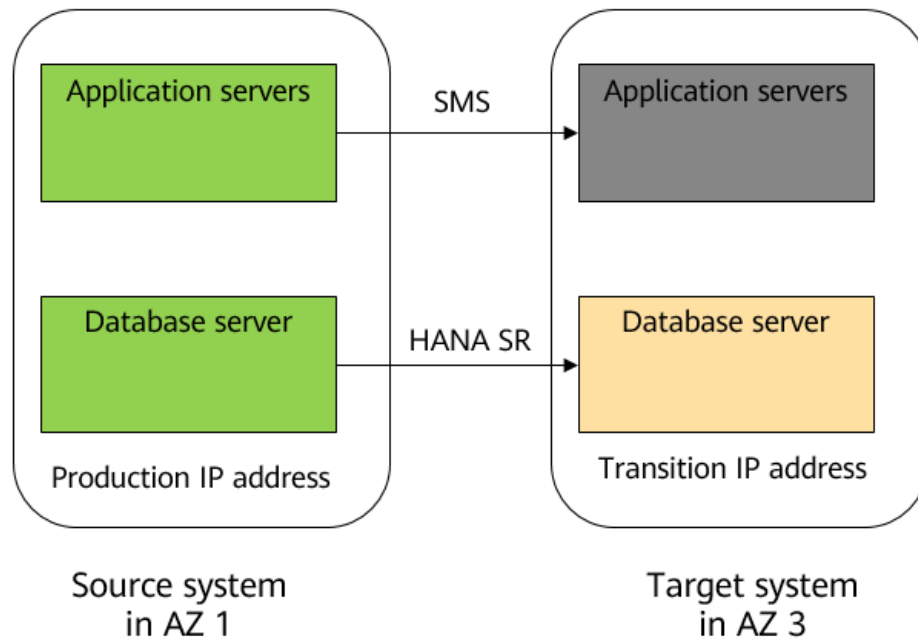 Application servers
SMS
Application servers
Database server
HANA SR
Database server
Production IP address
Transition IP address
Source system
in AZ 1
Target system
in AZ 3